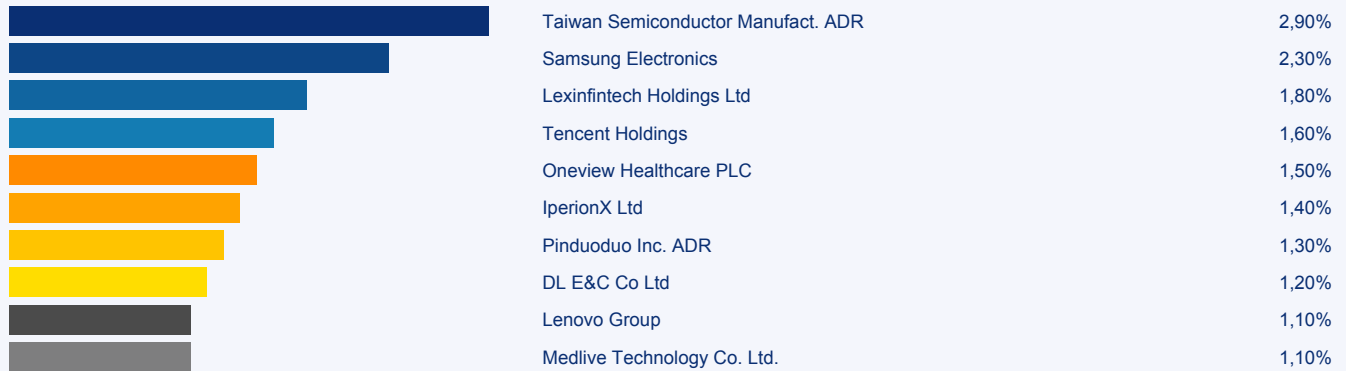 Taiwan Semiconductor Manufact. ADR 2,90%
Samsung Electronics 2,30%
Lexinfintech Holdings Ltd 1,80%
Tencent Holdings 1,60%
Oneview Healthcare PLC 1,50%
IperionX Ltd 1,40%
Pinduoduo Inc. ADR 1,30%
DL E&C Co Ltd 1,20%
Lenovo Group 1,10%
Medlive Technology Co. Ltd. 1,10%